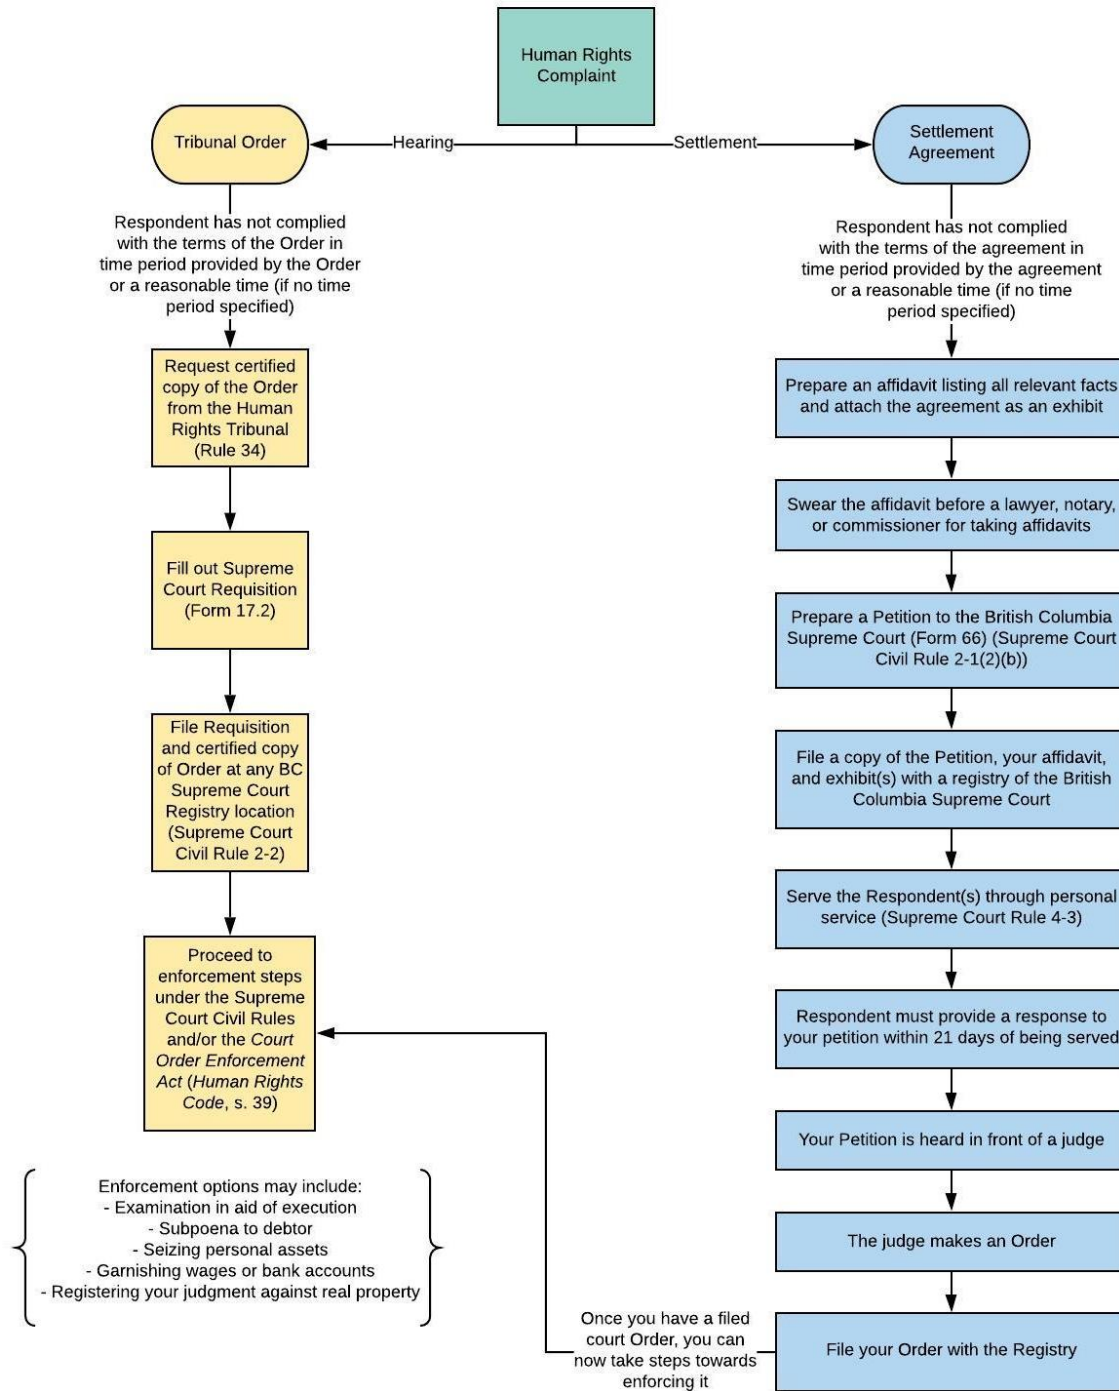 Human Rights
Complaint
Tribunal Order
Hearing
Settlement
Settlement
Agreement
Respondent has not complied
with the terms of the Order in
time period provided by the Order
or a reasonable time (if no time
period specified)
Request certified
copy of the Order
from the Human
Rights Tribunal
(Rule 34)
Fill out Supreme
Court Requisition
(Form 17.2)
File Requisition
and certified copy
of Order at any BC
Supreme Court
Registry location
(Supreme Court
Civil Rule 2-2)
Proceed to
enforcement steps
under the Supreme
Court Civil Rules
and/or the Court
Order Enforcement
Act (Human Rights
Code, s. 39)
Enforcement options may include:
- Examination in aid of execution
- Subpoena to debtor
- Seizing personal assets
- Garnishing wages or bank accounts
- Registering your judgment against real property
Respondent has not complied
with the terms of the agreement in
time period provided by the agreement
or a reasonable time (if no time
period specified)
Prepare an affidavit listing all relevant facts
and attach the agreement as an exhibit
Swear the affidavit before a lawyer, notary,
or commissioner for taking affidavits
Prepare a Petition to the British Columbia
Supreme Court (Form 66) (Supreme Court
Civil Rule 2-1(2)(b))
File a copy of the Petition, your affidavit,
and exhibit(s) with a registry of the British
Columbia Supreme Court
Serve the Respondent(s) through personal
service (Supreme Court Rule 4-3)
Respondent must provide a response to
your petition within 21 days of being served
Your Petition is heard in front of a judge
The judge makes an Order
File your Order with the Registry
Once you have a filed
court Order, you can
now take steps towards
enforcing it